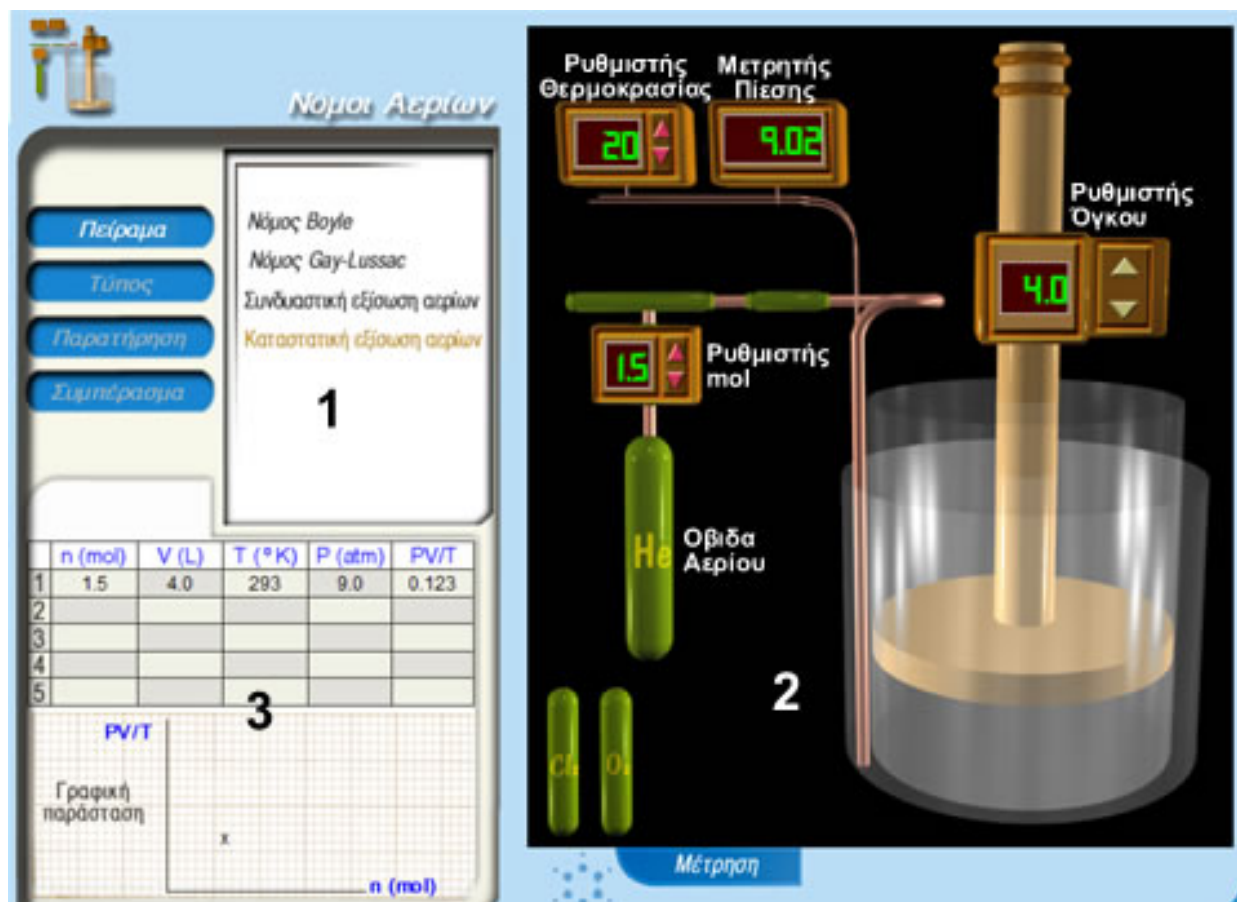 Νόμοι Αερίων
Πείραμα
Τύπος
Παρατήρηση
Συμπέρασμα
Νόμος Boyle
Νόμος Gay-Lussac
Συνδυαστική εξίσωση αερίων
Καταστατική εξίσωση αερίων
1
n (mol) V (L) T (°K) P (atm) PV/T
1 1.5 4.0 293 9.0 0.123
2
3
4
5
3
PV/T
Γραφική
παράσταση
x
n (mol)
Ρυθμιστής
Θερμοκρασίας
20
Μετρητής
Πίεσης
9.02
Ρυθμιστής
Όγκου
4.0
1.5
Ρυθμιστής
mol
He
Οβιδα
Αερίου
2
Cl₂
O₂
Μέτρηση